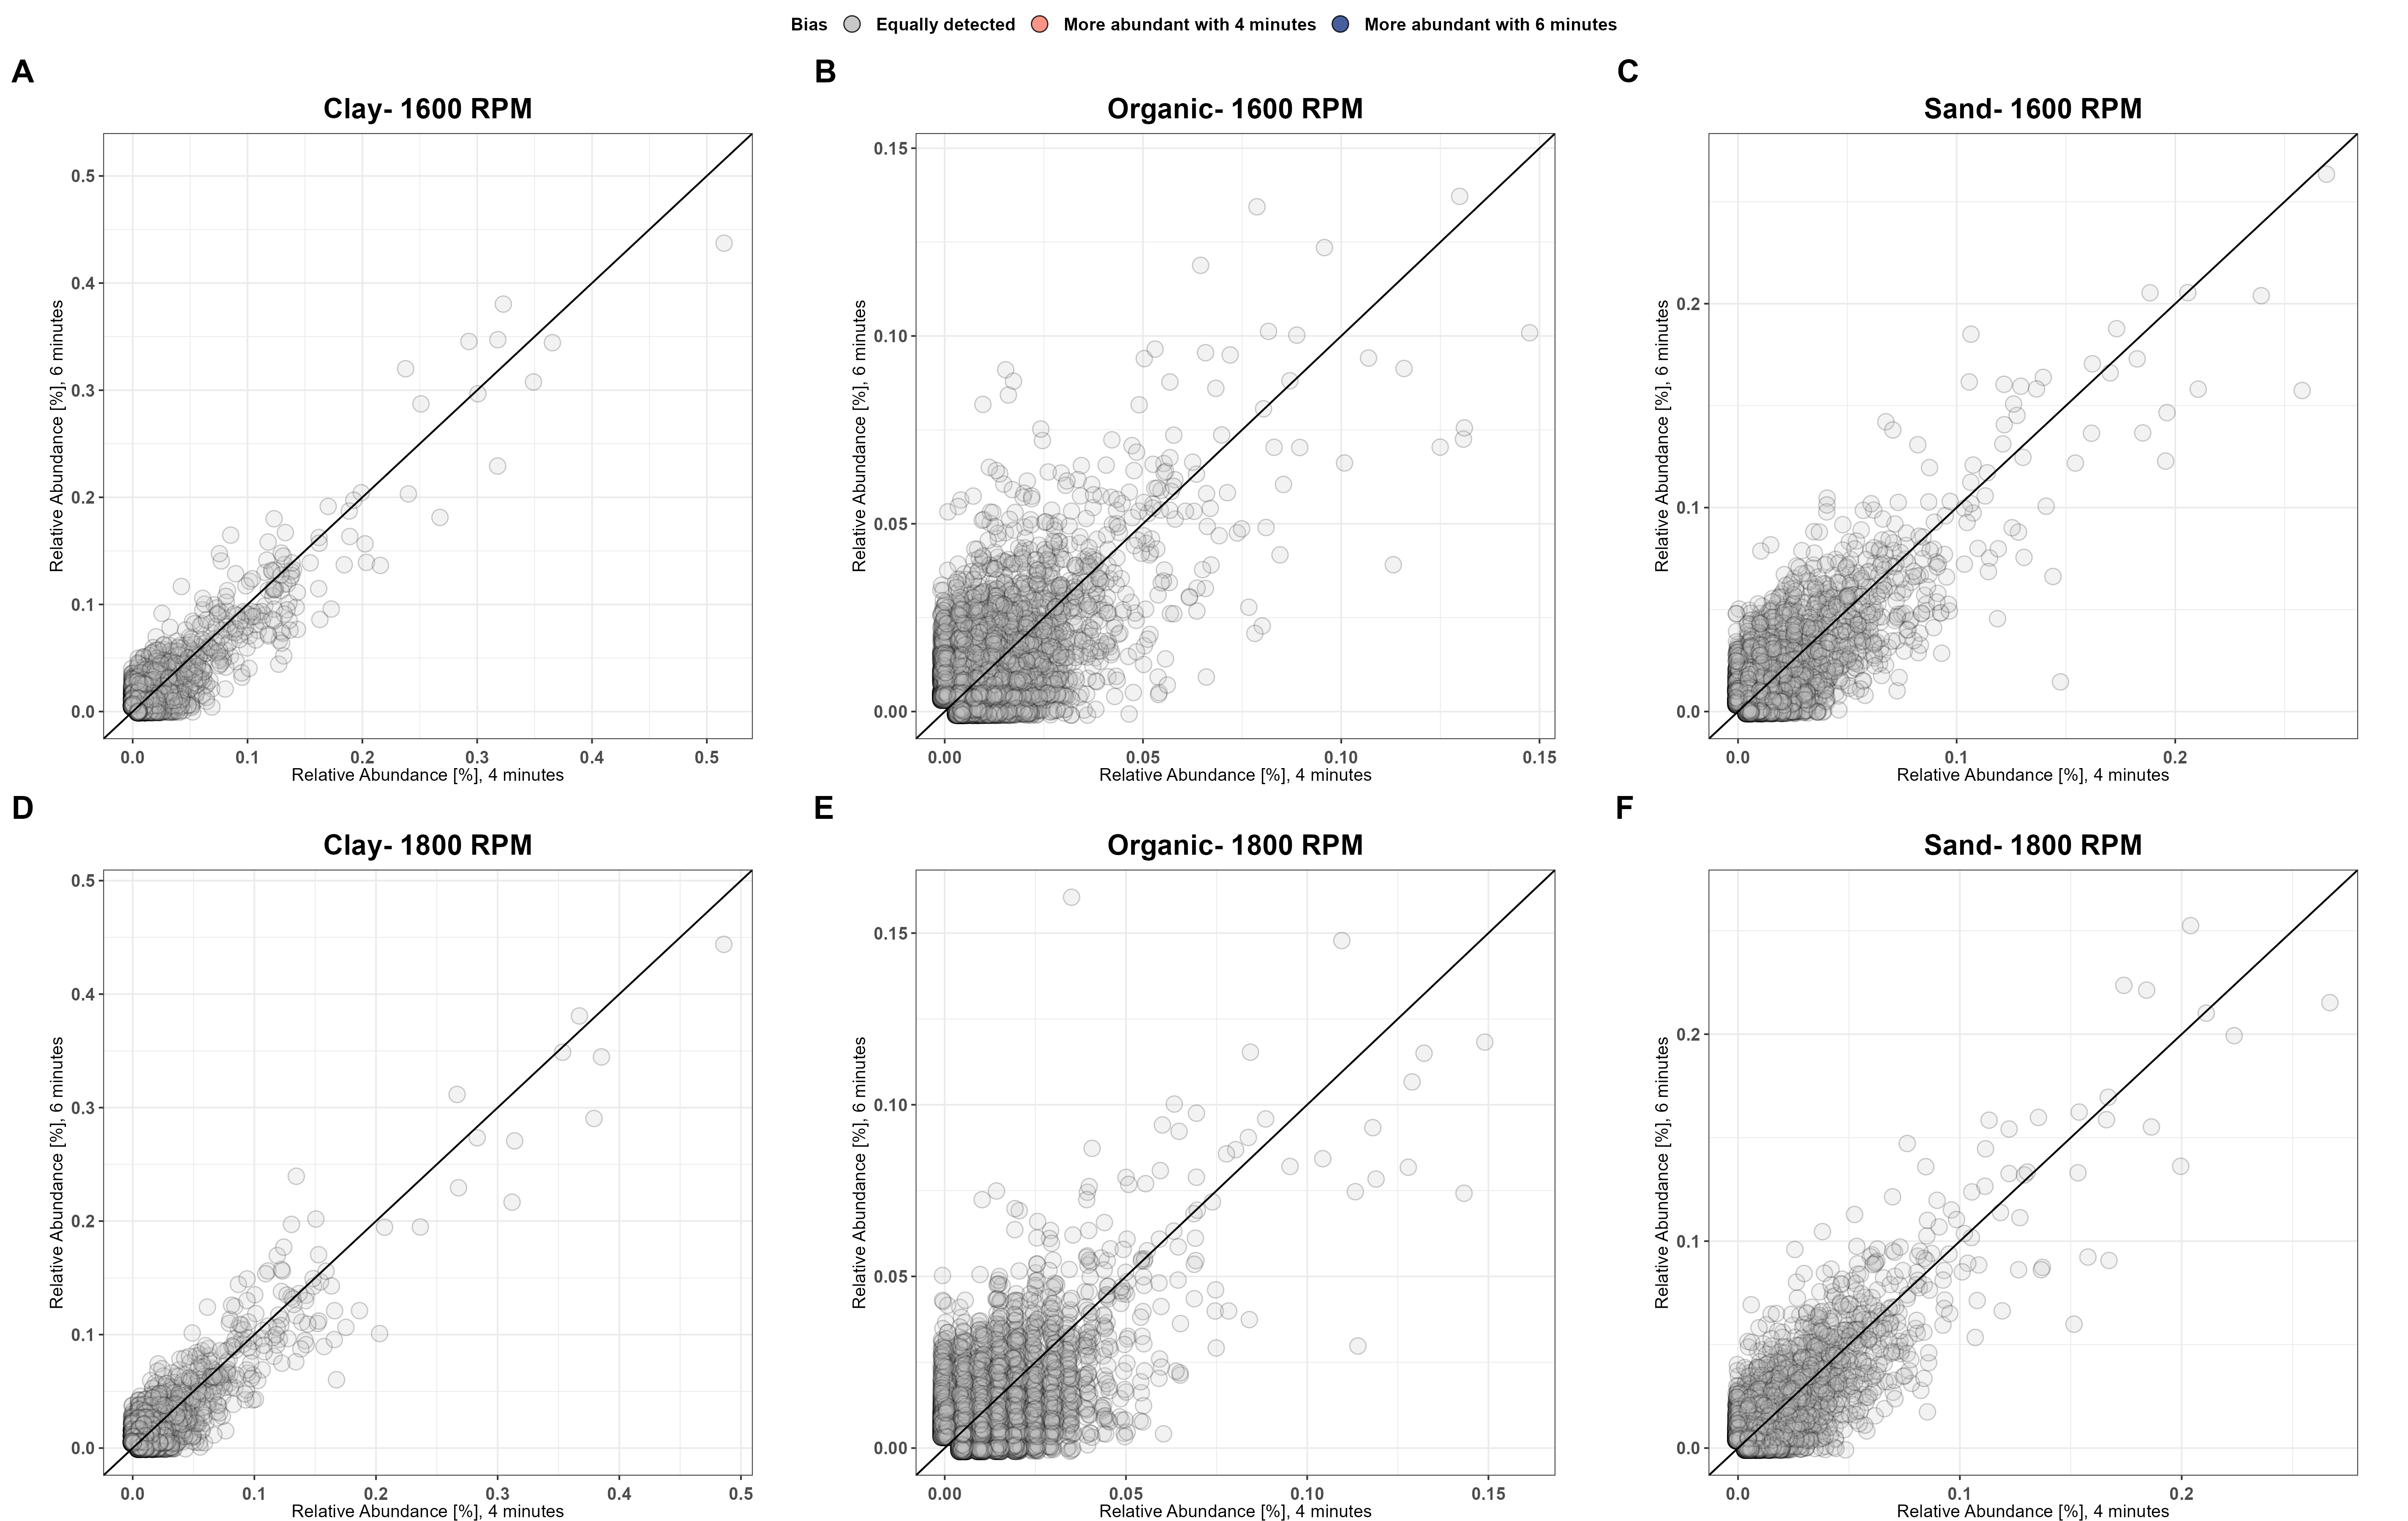 Bias Equally detected More abundant with 4 minutes More abundant with 6 minutes
A
Clay- 1600 RPM
Relative Abundance [%], 6 minutes
0.5
0.4
0.3
0.2
0.1
0.0
0.0 0.1 0.2 0.3 0.4 0.5
Relative Abundance [%], 4 minutes
B
Organic- 1600 RPM
Relative Abundance [%], 6 minutes
0.15
0.10
0.05
0.00
0.00 0.05 0.10 0.15
Relative Abundance [%], 4 minutes
C
Sand- 1600 RPM
Relative Abundance [%], 6 minutes
0.2
0.1
0.0
0.0 0.1 0.2
Relative Abundance [%], 4 minutes
D
Clay- 1800 RPM
Relative Abundance [%], 6 minutes
0.5
0.4
0.3
0.2
0.1
0.0
0.0 0.1 0.2 0.3 0.4 0.5
Relative Abundance [%], 4 minutes
E
Organic- 1800 RPM
Relative Abundance [%], 6 minutes
0.15
0.10
0.05
0.00
0.00 0.05 0.10 0.15
Relative Abundance [%], 4 minutes
F
Sand- 1800 RPM
Relative Abundance [%], 6 minutes
0.2
0.1
0.0
0.0 0.1 0.2
Relative Abundance [%], 4 minutes